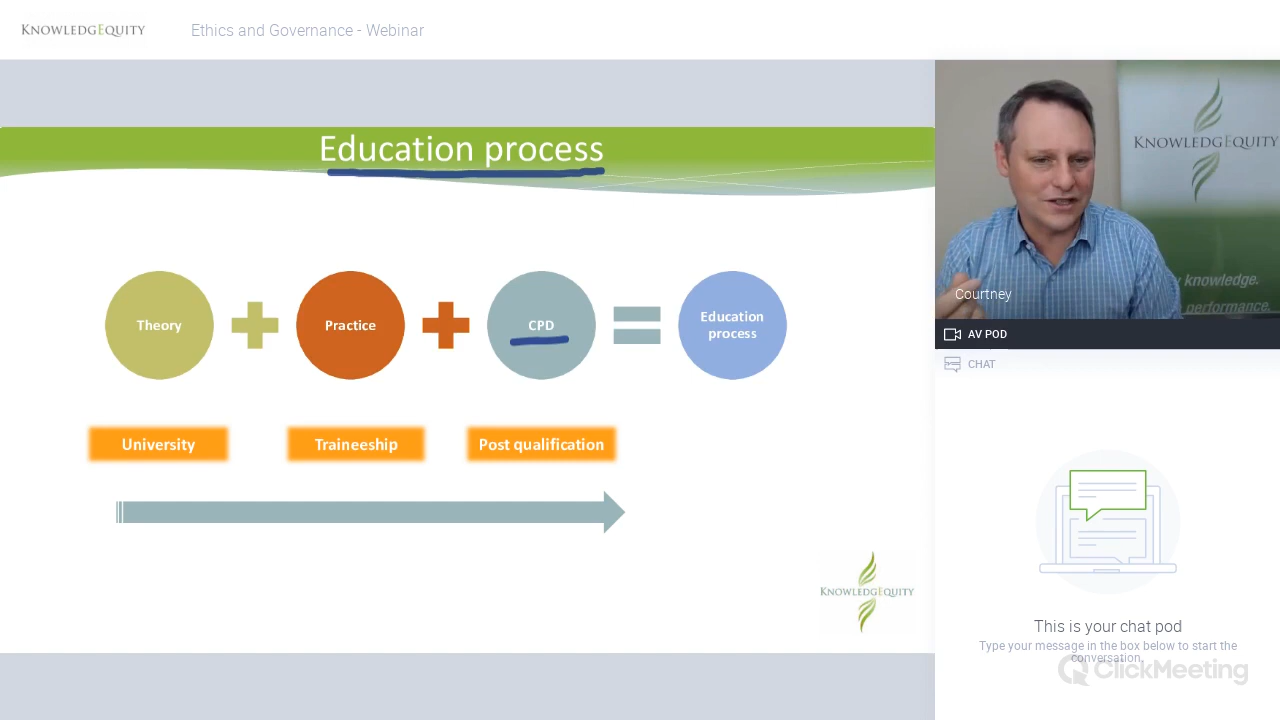 KNOWLEDGEQUITY
Ethics and Governance - Webinar
Education process
Theory
Practice
CPD
Education
process
University
Traineeship
Post qualification
KNOWLEDGEQUITY
KNOWLEDGEQUITY
knowledge.
performance.
Courtney
AV POD
CHAT
This is your chat pod
Type your message in the box below to start the
conversation.
ClickMeeting